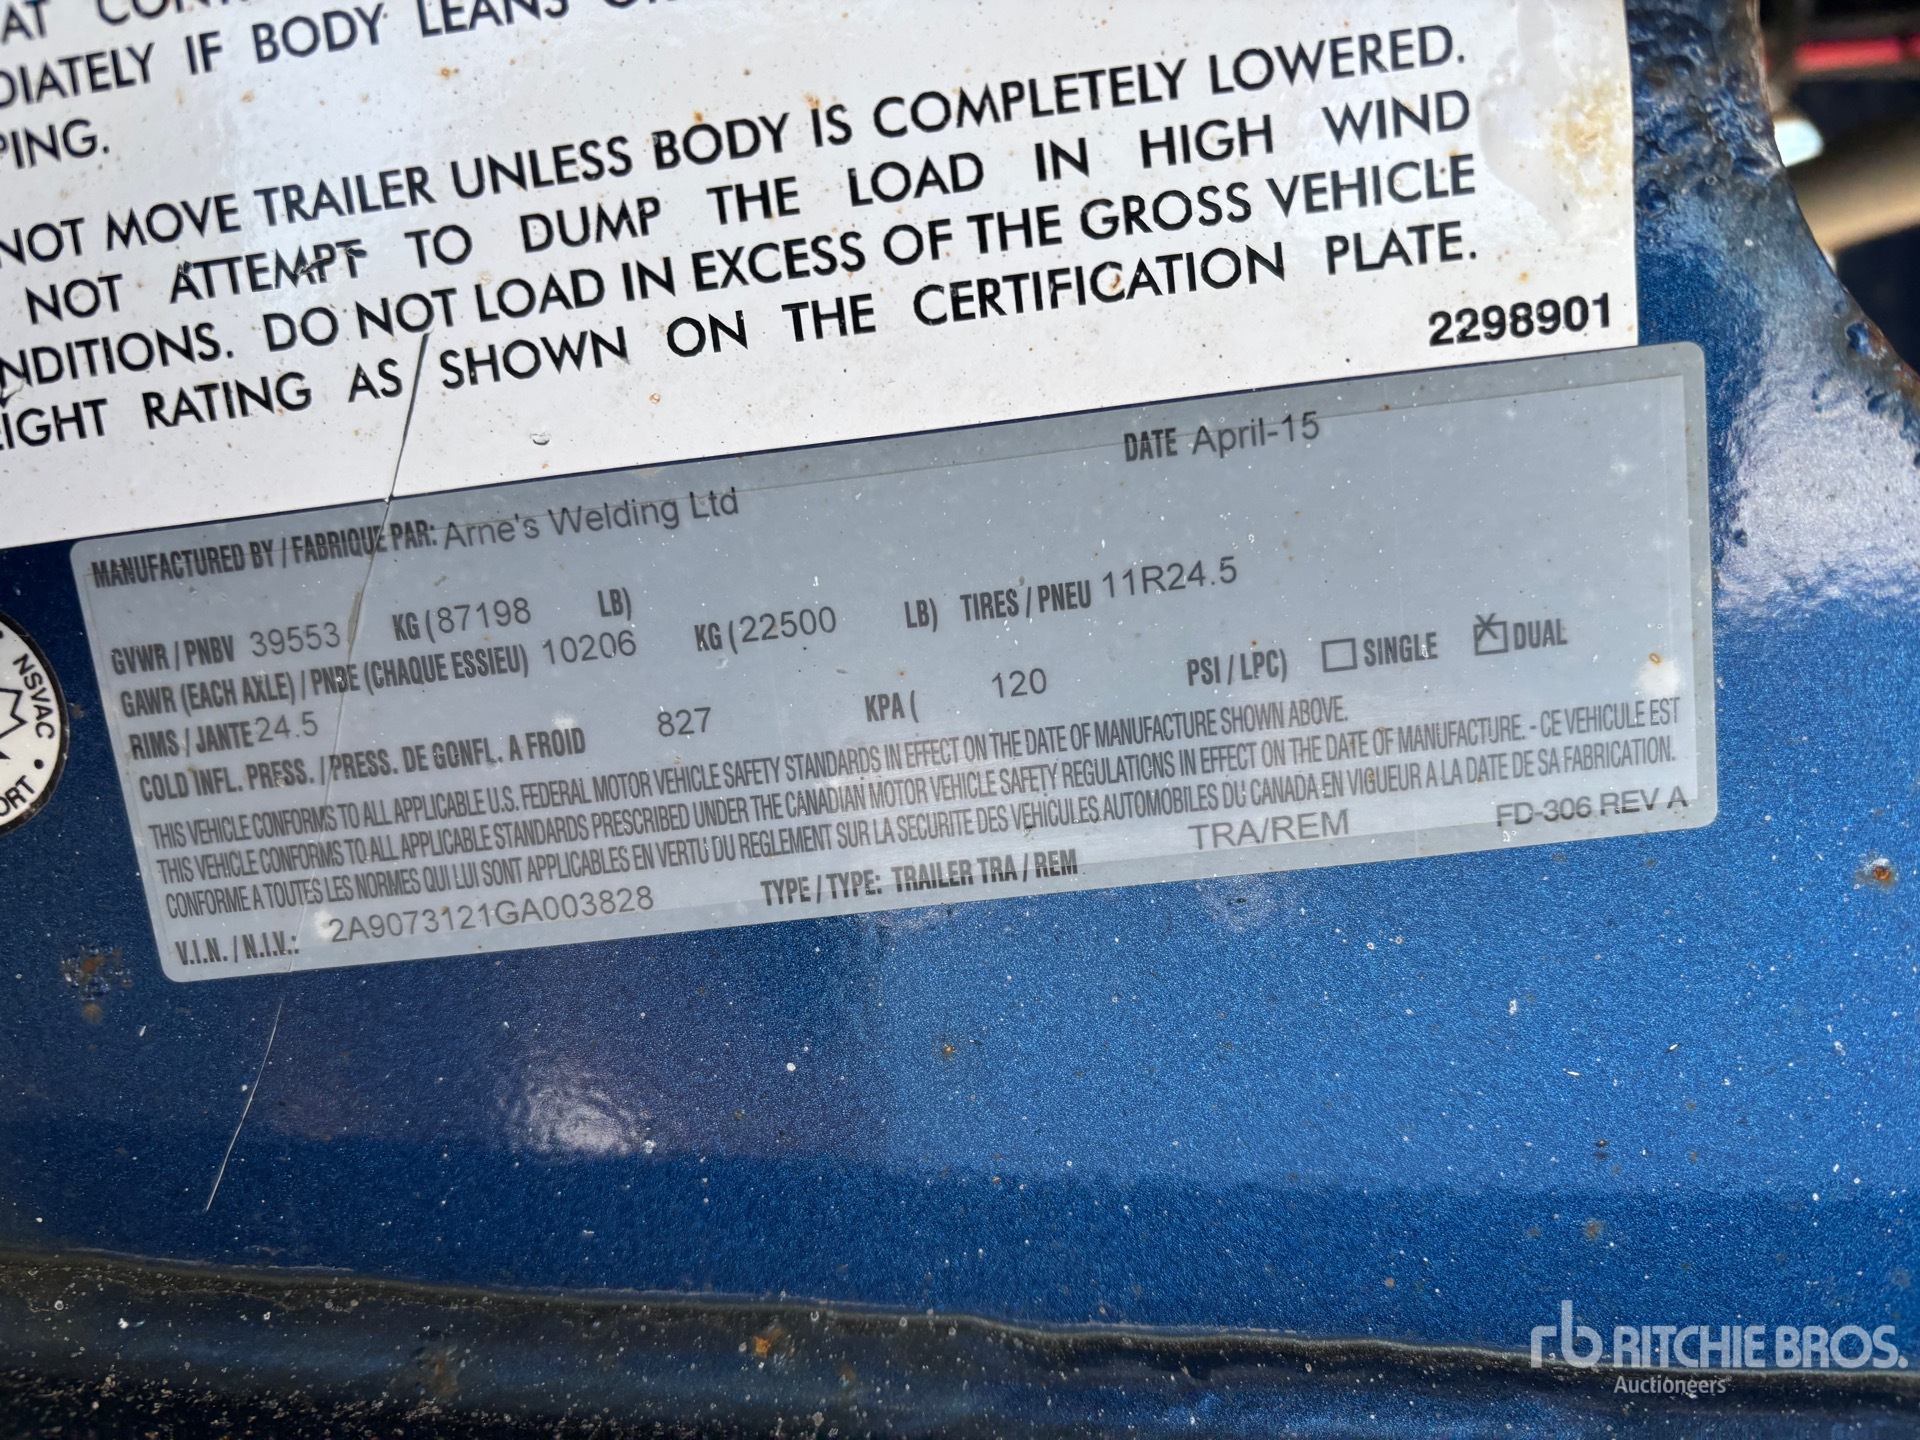 AT
DIATELY IF BODY LEANS
PING.
NOT MOVE TRAILER UNLESS BODY IS COMPLETELY LOWERED.
NOT ATTEMPT TO DUMP THE LOAD IN HIGH WIND
NDITIONS. DO NOT LOAD IN EXCESS OF THE GROSS VEHICLE
EIGHT RATING AS SHOWN ON THE CERTIFICATION PLATE.
2298901
DATE April-15
MANUFACTURED BY / FABRIQUE PAR: Arne's Welding Ltd
GVWR / PNBV 39553 KG (87198 LB)
GAWR (EACH AXLE) / PNBE (CHAQUE ESSIEU) 10206 KG (22500 LB) TIRES / PNEU 11R24.5
RIMS / JANTE 24.5
COLD INFL. PRESS. / PRESS. DE GONFL. A FROID 827 KPA ( 120 PSI / LPC) SINGLE DUAL
THIS VEHICLE CONFORMS TO ALL APPLICABLE U.S. FEDERAL MOTOR VEHICLE SAFETY STANDARDS IN EFFECT ON THE DATE OF MANUFACTURE SHOWN ABOVE.
THIS VEHICLE CONFORMS TO ALL APPLICABLE STANDARDS PRESCRIBED UNDER THE CANADIAN MOTOR VEHICLE SAFETY REGULATIONS IN EFFECT ON THE DATE OF MANUFACTURE. - CE VEHICULE EST
CONFORME A TOUTES LES NORMES QUI LUI SONT APPLICABLES EN VERTU DU REGLEMENT SUR LA SECURITE DES VEHICULES AUTOMOBILES DU CANADA EN VIGUEUR A LA DATE DE SA FABRICATION.
V.I.N. / N.I.V.: 2A9073121GA003828 TYPE / TYPE: TRAILER TRA / REM TRA/REM FD-306 REV A
NSVAC
ORT
rb RITCHIE BROS.
Auctioneers